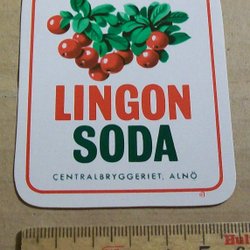 LINGON
SODA
CENTRALBRYGGERIET, ALNÖ